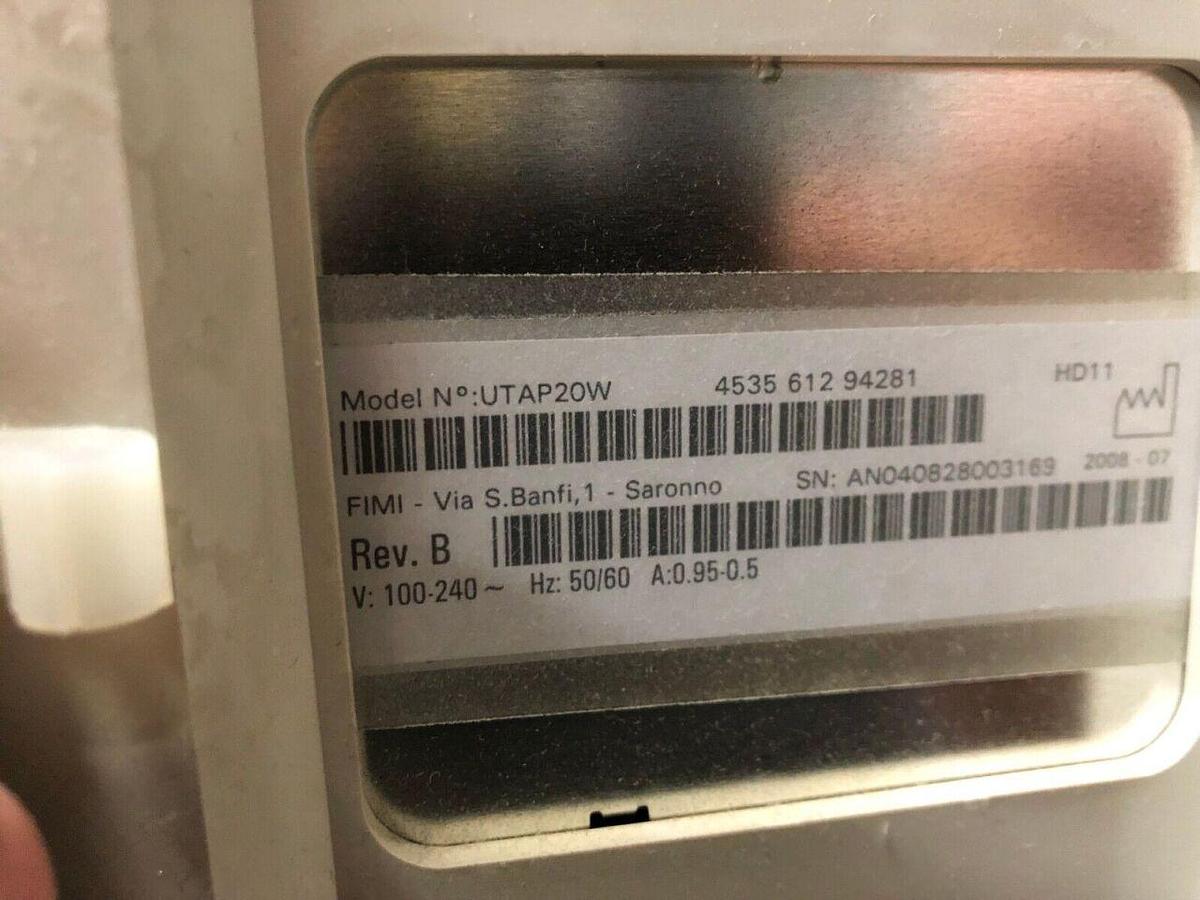 Model Nº:UTAP20W 4535 612 94281 HD11
FIMI - Via S.Banfi,1 - Saronno SN: AN040828003169 2008-07
Rev. B
V: 100-240~ Hz: 50/60 A:0.95-0.5